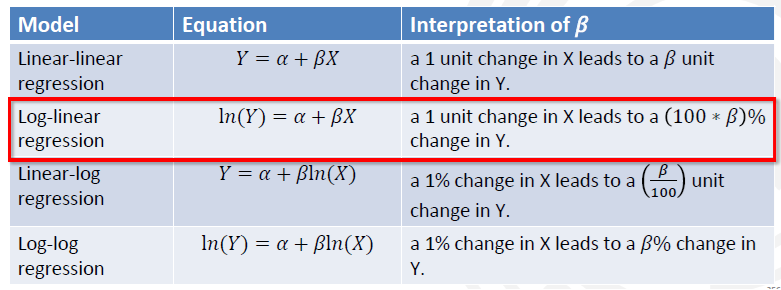 Model Equation Interpretation of β
Linear-linear Y = α + βX a 1 unit change in X leads to a β unit
regression change in Y.
Log-linear ln(Y) = α + βX a 1 unit change in X leads to a (100 * β)%
regression change in Y.
Linear-log Y = α + βln(X) a 1% change in X leads to a (β/100) unit
regression change in Y.
Log-log ln(Y) = α + βln(X) a 1% change in X leads to a β% change in
regression Y.